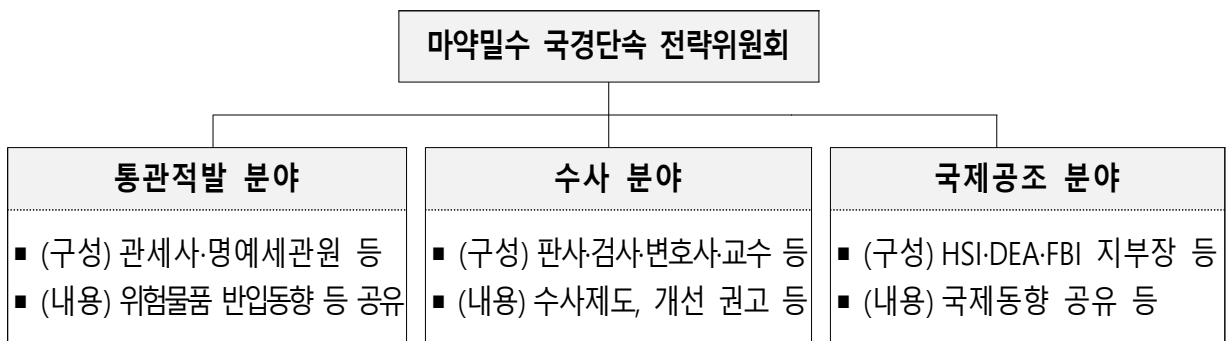 마약밀수 국경단속 전략위원회
통관적발 분야
▪ (구성) 관세사·명예세관원 등
▪ (내용) 위험물품 반입동향 등 공유
수사 분야
▪ (구성) 판사·검사·변호사·교수 등
▪ (내용) 수사제도, 개선 권고 등
국제공조 분야
▪ (구성) HSI·DEA·FBI 지부장 등
▪ (내용) 국제동향 공유 등